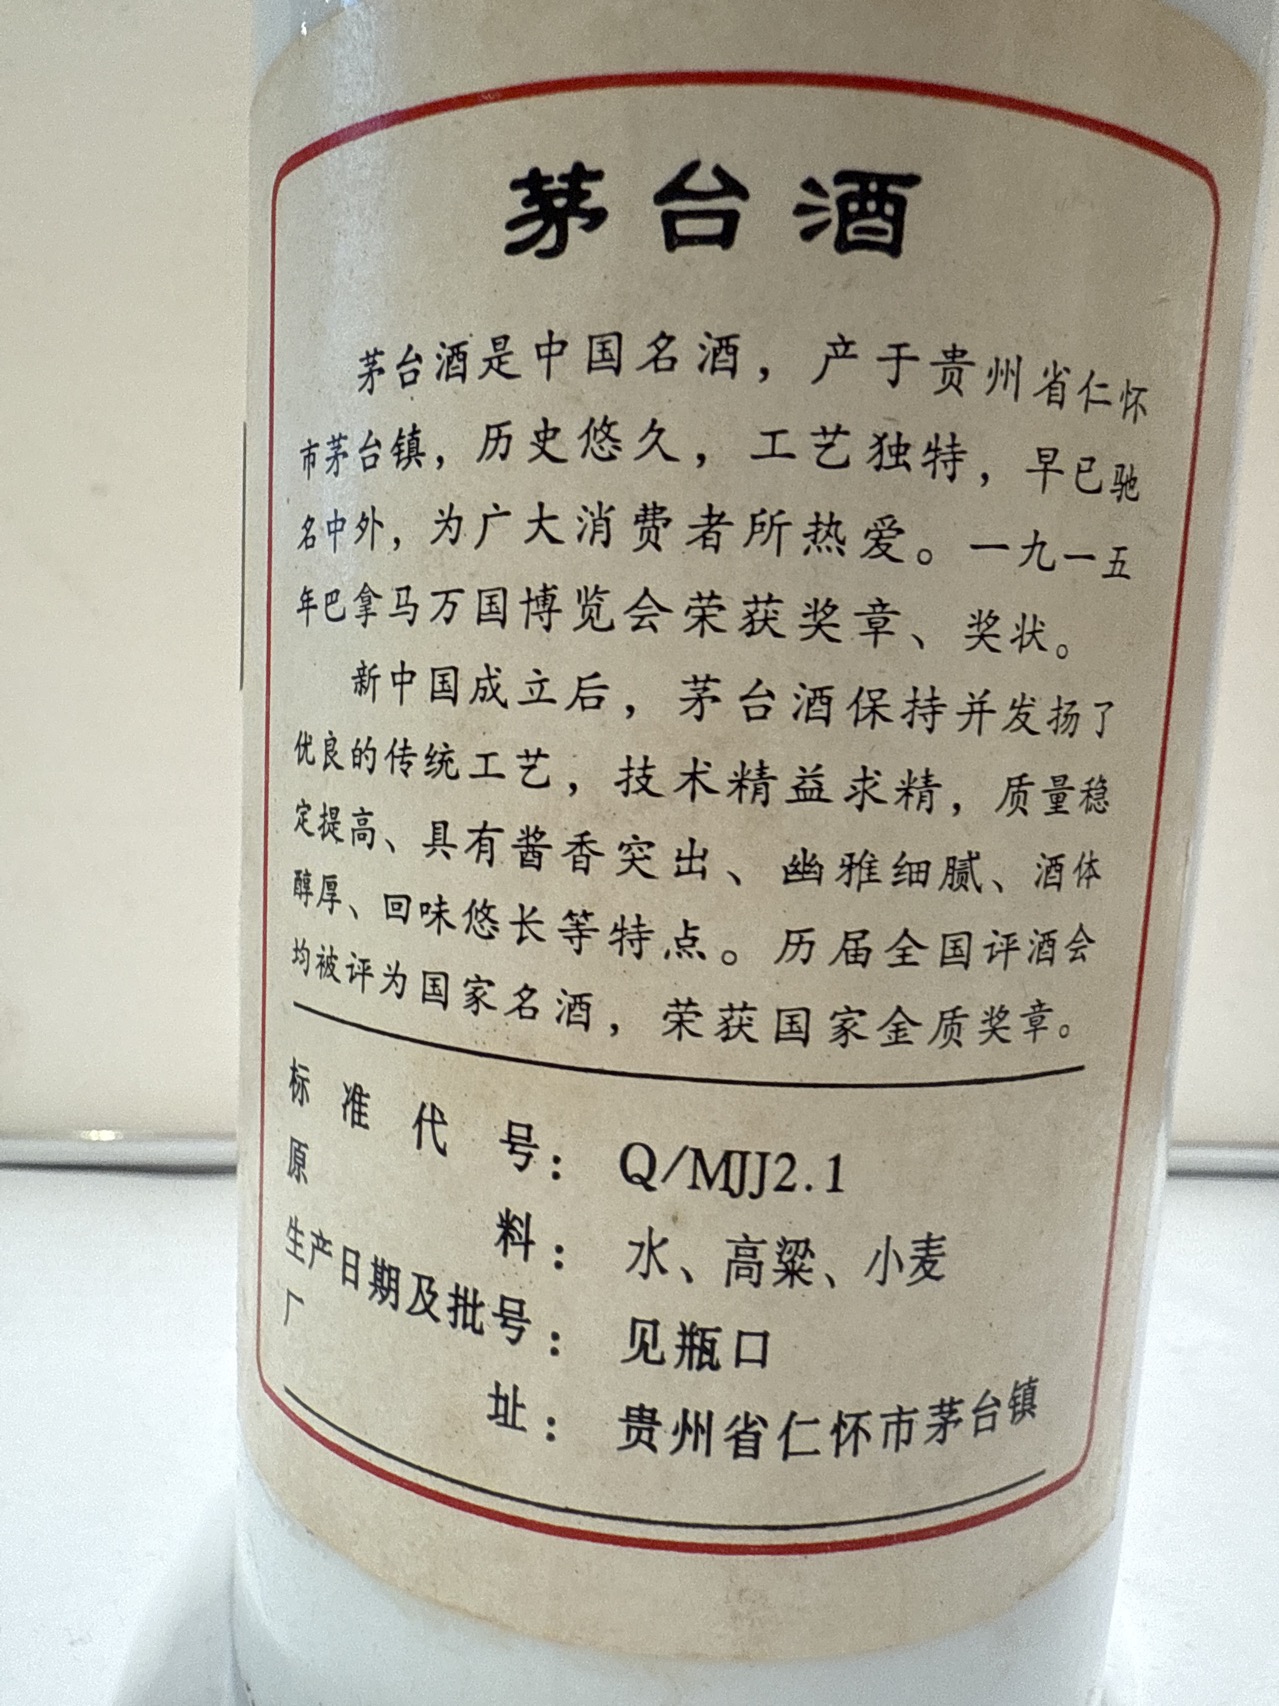 茅台酒
茅台酒是中国名酒，产于贵州省仁怀
市茅台镇，历史悠久，工艺独特，早已驰
名中外，为广大消费者所热爱。一九一五
年巴拿马万国博览会荣获奖章、奖状。
新中国成立后，茅台酒保持并发扬了
优良的传统工艺，技术精益求精，质量稳
定提高、具有酱香突出、幽雅细腻、酒体
醇厚、回味悠长等特点。历届全国评酒会
均被评为国家名酒，荣获国家金质奖章。
标准代号：Q/MJJ2.1
原料：水、高粱、小麦
生产日期及批号：见瓶口
厂址：贵州省仁怀市茅台镇